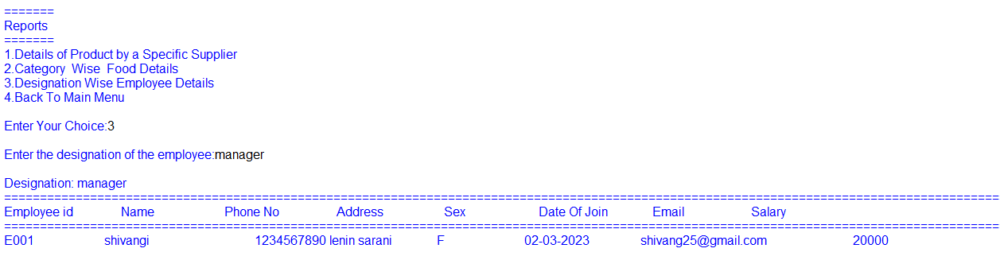 =======
Reports
=======
1.Details of Product by a Specific Supplier
2.Category  Wise  Food Details
3.Designation Wise Employee Details
4.Back To Main Menu
Enter Your Choice:3
Enter the designation of the employee:manager
Designation: manager
==============================================================================================================================================
Employee id Name Phone No Address Sex Date Of Join Email Salary
==============================================================================================================================================
E001 shivangi 1234567890 lenin sarani F 02-03-2023 shivang25@gmail.com 20000